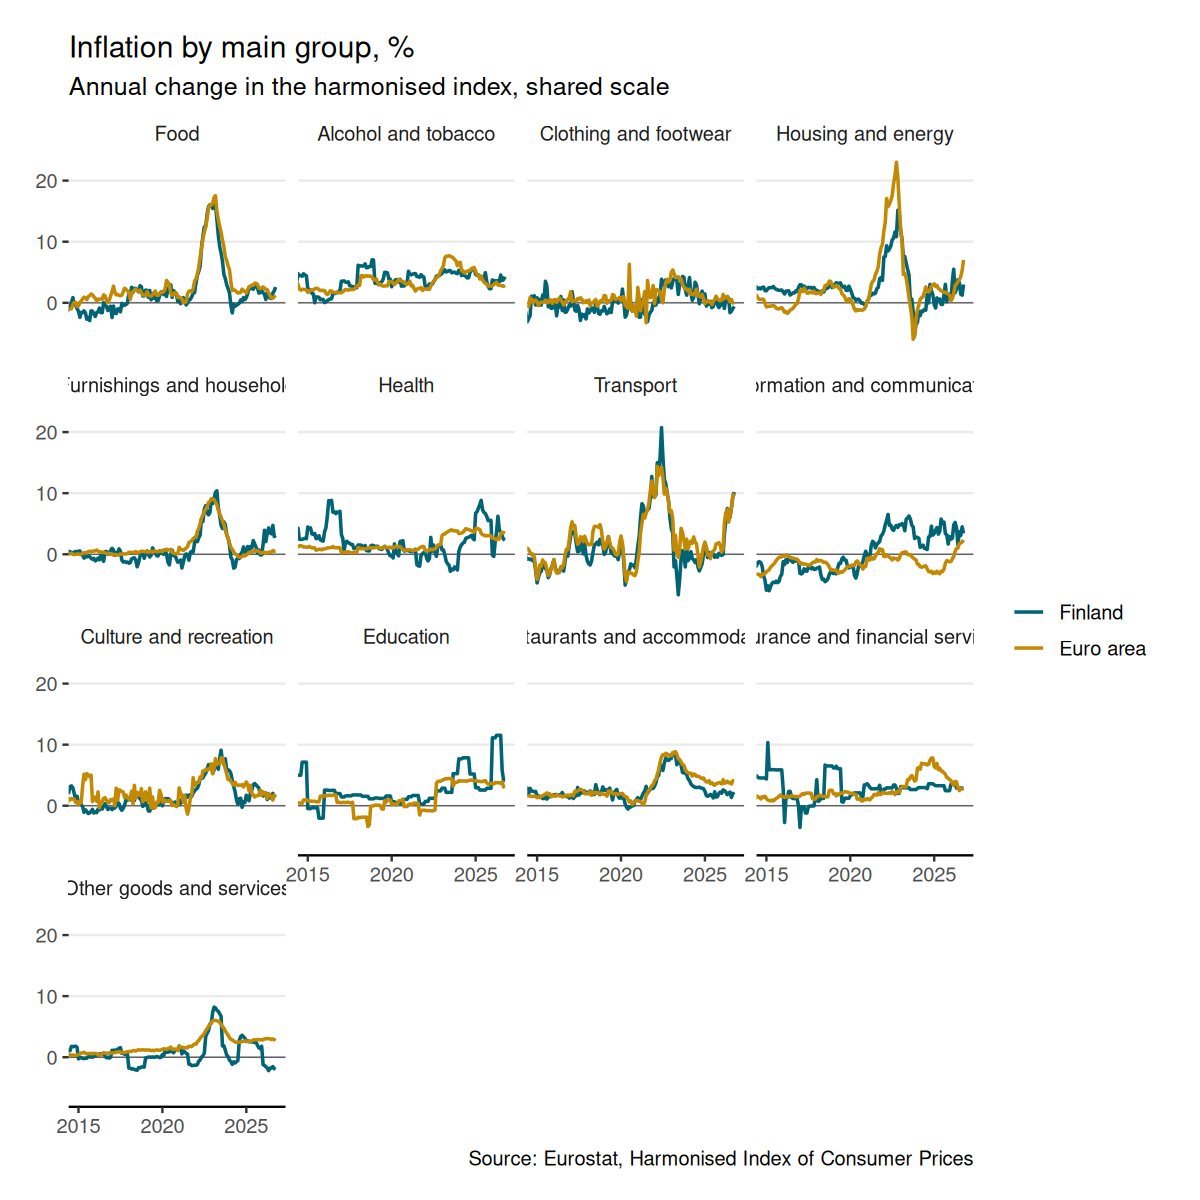 Inflation by main group, %
Annual change in the harmonised index, shared scale
Food Alcohol and tobacco Clothing and footwear Housing and energy
20
10
0
urnishings and househol Health Transport ormation and communica
20
10
0
Culture and recreation Education taurants and accommoda urance and financial servi
20
10
0
2015 2020 2025 2015 2020 2025 2015 2020 2025
Other goods and services
20
10
0
2015 2020 2025
Finland
Euro area
Source: Eurostat, Harmonised Index of Consumer Prices